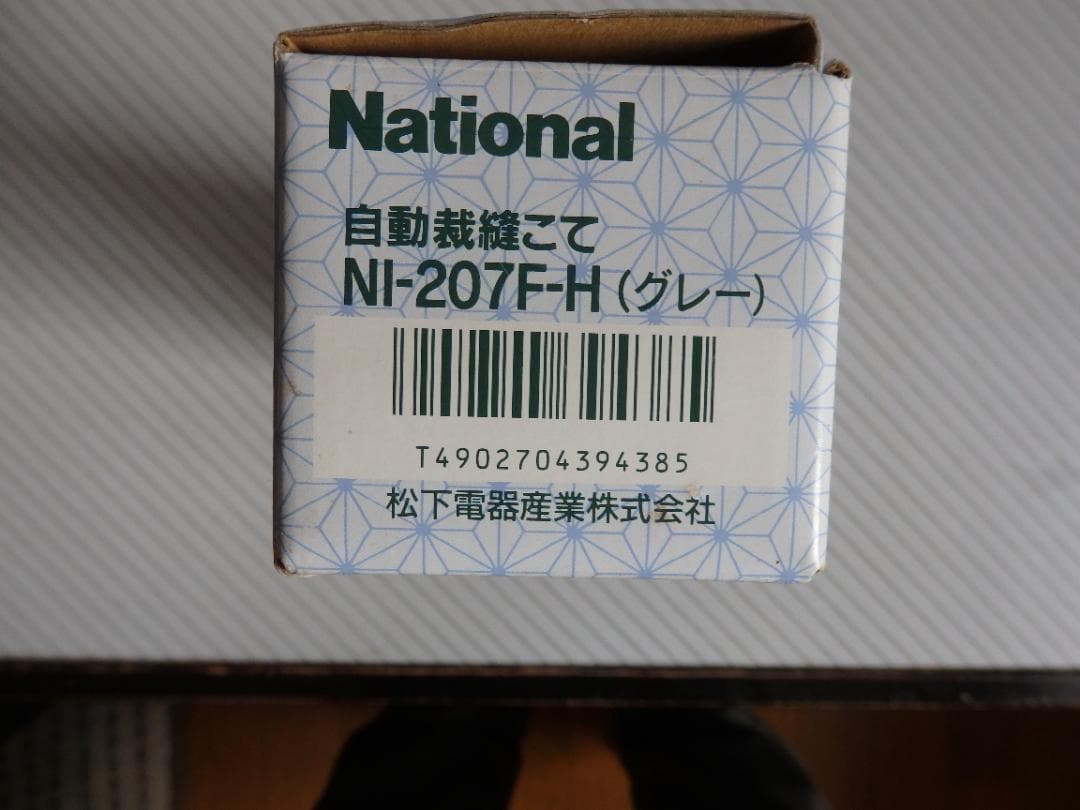 National
自動裁縫こて
NI-207F-H（グレー）
T4902704394385
松下電器産業株式会社